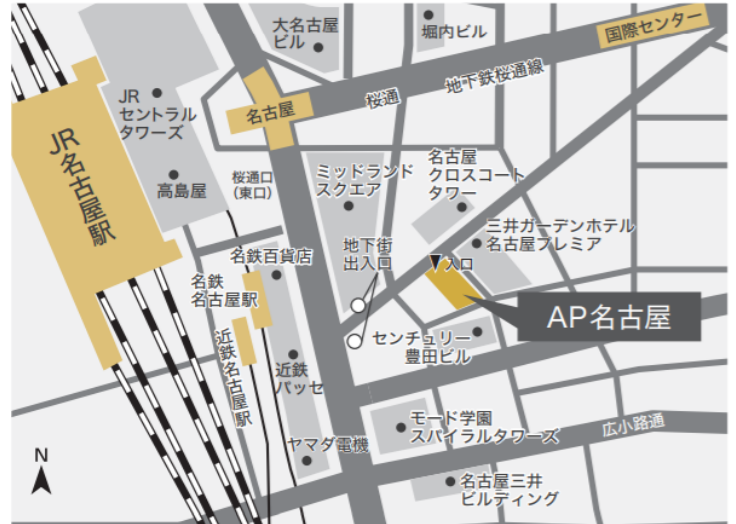 大名古屋
ビル
堀内ビル
国際センター
JR
セントラル
タワーズ
名古屋
桜通
地下鉄桜通線
JR名古屋駅
高島屋
桜通口
(東口)
ミッドランド
スクエア
名古屋
クロスコート
タワー
三井ガーデンホテル
名古屋プレミア
地下街
出入口
入口
名鉄百貨店
名鉄
名古屋駅
AP名古屋
近鉄名古屋駅
近鉄
パッセ
センチュリー
豊田ビル
モード学園
スパイラルタワーズ
広小路通
ヤマダ電機
名古屋三井
ビルディング
N